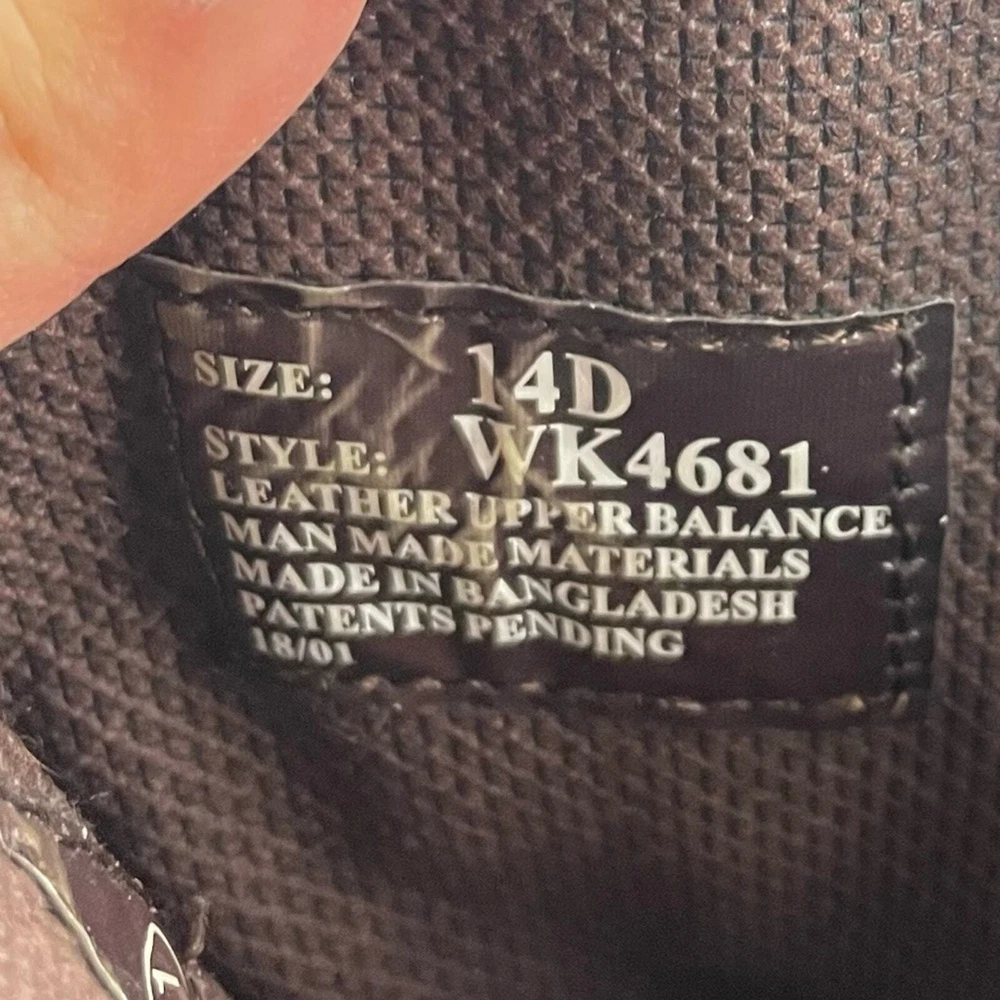 SIZE: 14D
STYLE: WK4681
LEATHER UPPER BALANCE
MAN MADE MATERIALS
MADE IN BANGLADESH
PATENTS PENDING
18/01